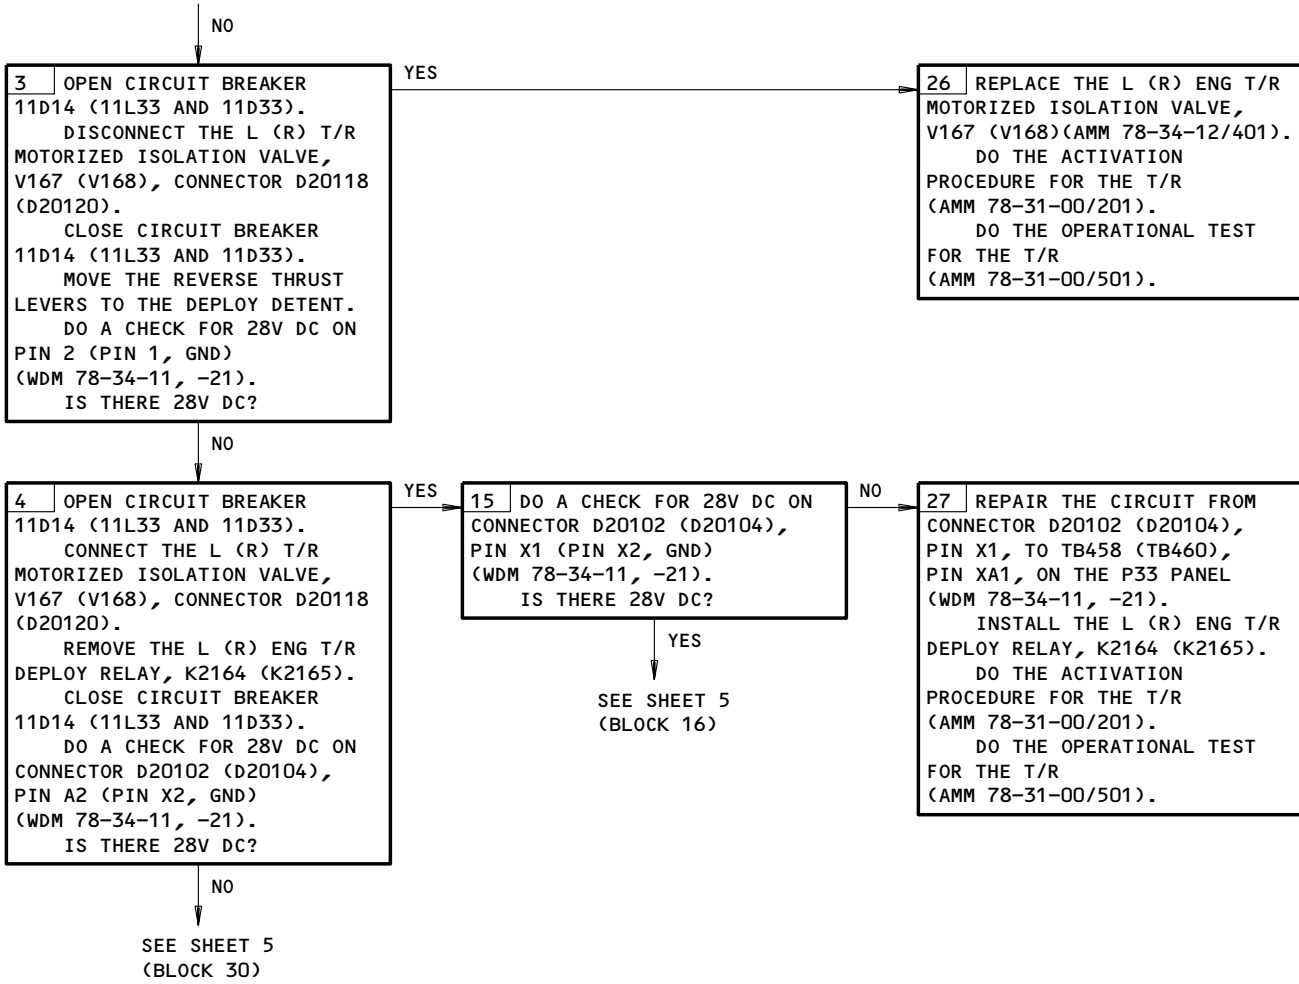 NO
3 OPEN CIRCUIT BREAKER
11D14 (11L33 AND 11D33).
DISCONNECT THE L (R) T/R
MOTORIZED ISOLATION VALVE,
V167 (V168), CONNECTOR D20118
(D20120).
CLOSE CIRCUIT BREAKER
11D14 (11L33 AND 11D33).
MOVE THE REVERSE THRUST
LEVERS TO THE DEPLOY DETENT.
DO A CHECK FOR 28V DC ON
PIN 2 (PIN 1, GND)
(WDM 78-34-11, -21).
IS THERE 28V DC?
YES
26 REPLACE THE L (R) ENG T/R
MOTORIZED ISOLATION VALVE,
V167 (V168)(AMM 78-34-12/401).
DO THE ACTIVATION
PROCEDURE FOR THE T/R
(AMM 78-31-00/201).
DO THE OPERATIONAL TEST
FOR THE T/R
(AMM 78-31-00/501).
NO
4 OPEN CIRCUIT BREAKER
11D14 (11L33 AND 11D33).
CONNECT THE L (R) T/R
MOTORIZED ISOLATION VALVE,
V167 (V168), CONNECTOR D20118
(D20120).
REMOVE THE L (R) ENG T/R
DEPLOY RELAY, K2164 (K2165).
CLOSE CIRCUIT BREAKER
11D14 (11L33 AND 11D33).
DO A CHECK FOR 28V DC ON
CONNECTOR D20102 (D20104),
PIN A2 (PIN X2, GND)
(WDM 78-34-11, -21).
IS THERE 28V DC?
YES
15 DO A CHECK FOR 28V DC ON
CONNECTOR D20102 (D20104),
PIN X1 (PIN X2, GND)
(WDM 78-34-11, -21).
IS THERE 28V DC?
YES
SEE SHEET 5
(BLOCK 16)
NO
27 REPAIR THE CIRCUIT FROM
CONNECTOR D20102 (D20104),
PIN X1, TO TB458 (TB460),
PIN XA1, ON THE P33 PANEL
(WDM 78-34-11, -21).
INSTALL THE L (R) ENG T/R
DEPLOY RELAY, K2164 (K2165).
DO THE ACTIVATION
PROCEDURE FOR THE T/R
(AMM 78-31-00/201).
DO THE OPERATIONAL TEST
FOR THE T/R
(AMM 78-31-00/501).
NO
SEE SHEET 5
(BLOCK 30)